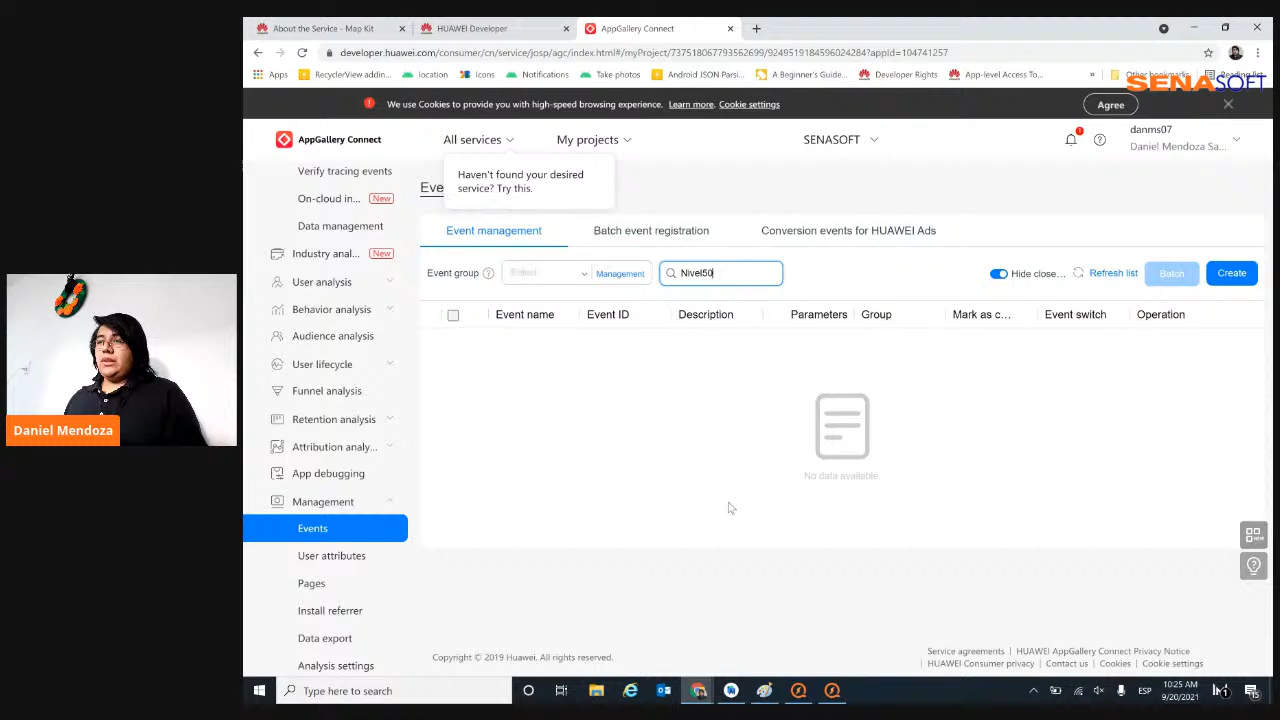 About the Service - Map Kit
HUAWEI Developer
AppGallery Connect
developer.huawei.com/consumer/cn/service/josp/agc/index.html#/myProject/737518067793562699/9249519184596024284?appId=104741257
Apps
RecyclerView addin...
location
Icons
Notifications
Take photos
Android JSON Parsi...
A Beginner's Guide...
Developer Rights
App-level Access To...
»
Other bookmarks
Reading list
SENASOFT
We use Cookies to provide you with high-speed browsing experience. Learn more. Cookie settings
Agree
AppGallery Connect
All services
My projects
SENASOFT
1
danms07
Daniel Mendoza Sa...
Haven't found your desired
service? Try this.
Verify tracing events
On-cloud in... New
Data management
Industry anal... New
User analysis
Behavior analysis
Audience analysis
User lifecycle
Funnel analysis
Retention analysis
Attribution analy...
App debugging
Management
Events
User attributes
Pages
Install referrer
Data export
Analysis settings
Eve
Event management
Batch event registration
Conversion events for HUAWEI Ads
Event group
Select
Management
Nivel50
Hide close...
Refresh list
Batch
Create
Event name
Event ID
Description
Parameters
Group
Mark as c...
Event switch
Operation
No data available
Daniel Mendoza
Copyright © 2019 Huawei. All rights reserved.
Service agreements | HUAWEI AppGallery Connect Privacy Notice
| HUAWEI Consumer privacy | Contact us | Cookies | Cookie settings
Type here to search
ESP
10:25 AM
9/20/2021
1
15